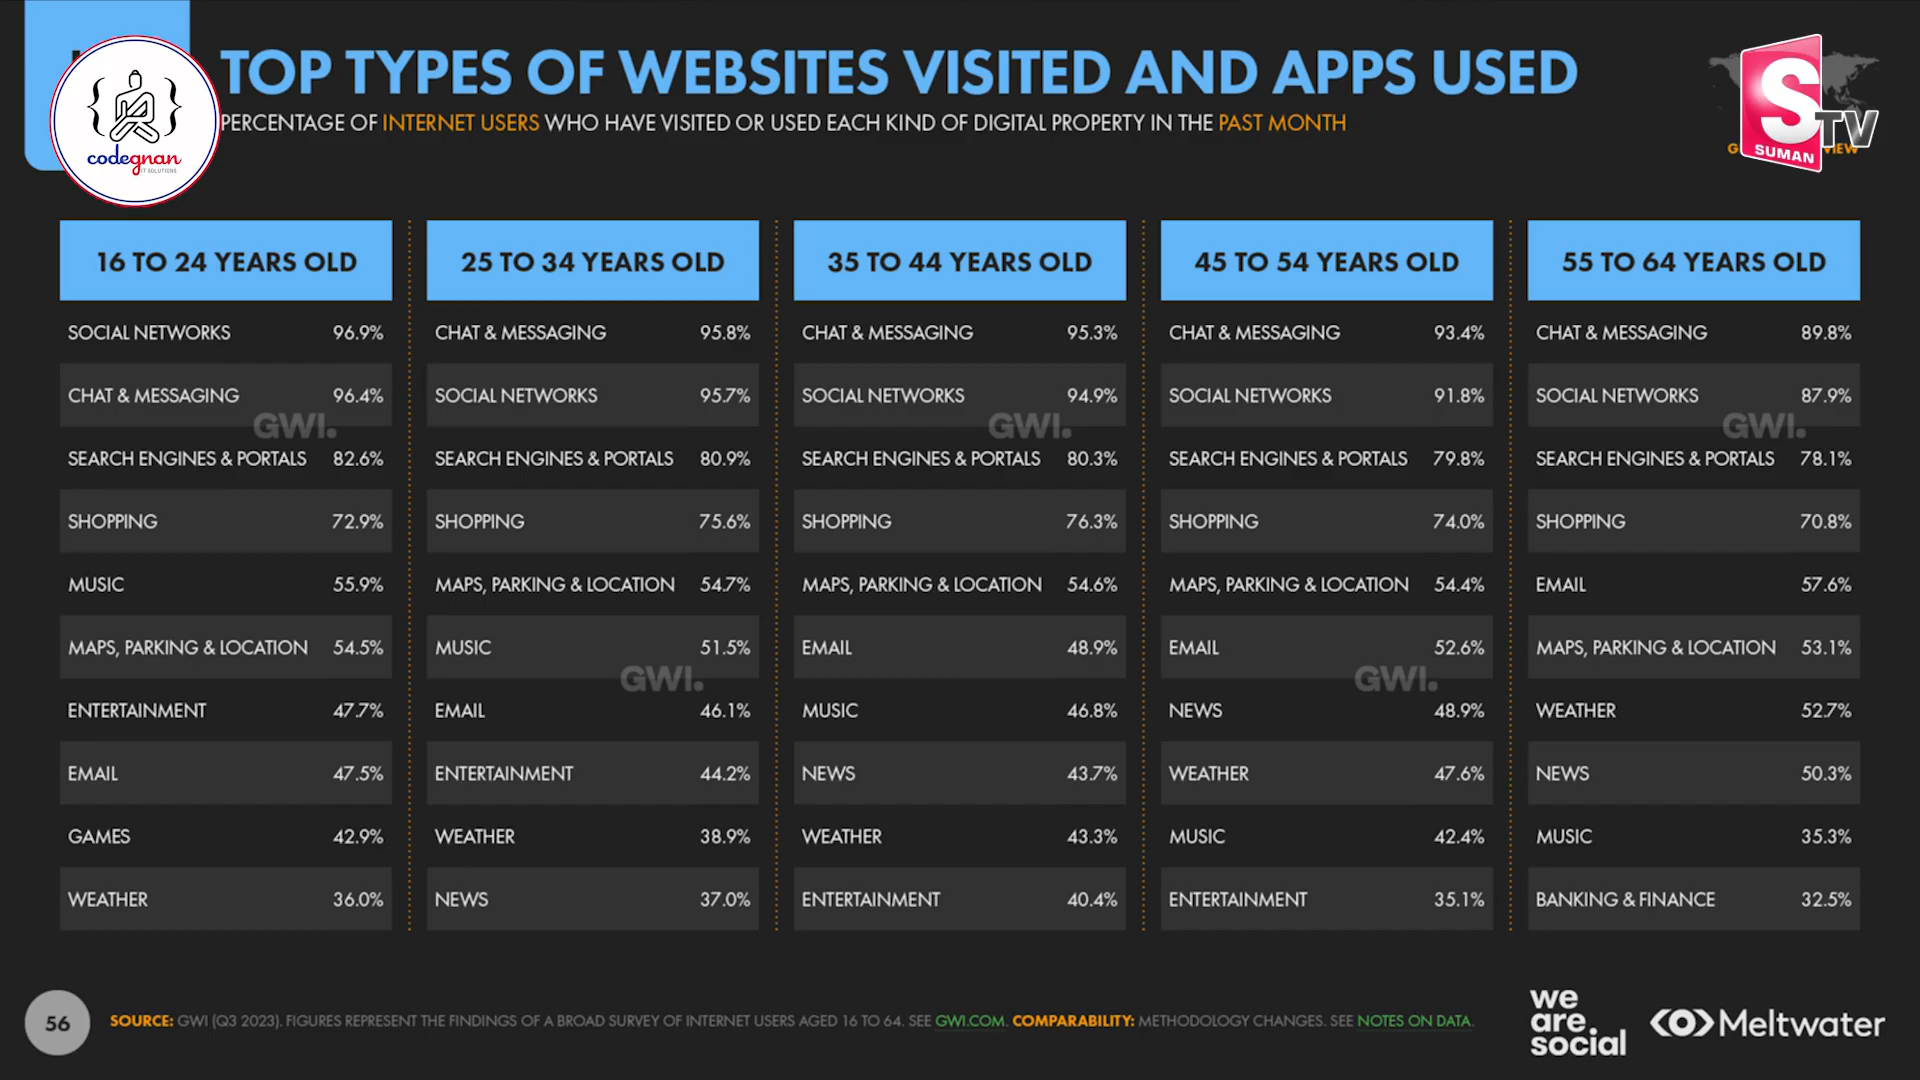 TOP TYPES OF WEBSITES VISITED AND APPS USED
PERCENTAGE OF INTERNET USERS WHO HAVE VISITED OR USED EACH KIND OF DIGITAL PROPERTY IN THE PAST MONTH
codegnan
IT SOLUTIONS
S TV
SUMAN
16 TO 24 YEARS OLD
SOCIAL NETWORKS 96.9%
CHAT & MESSAGING 96.4%
GWI.
SEARCH ENGINES & PORTALS 82.6%
SHOPPING 72.9%
MUSIC 55.9%
MAPS, PARKING & LOCATION 54.5%
ENTERTAINMENT 47.7%
EMAIL 47.5%
GAMES 42.9%
WEATHER 36.0%
25 TO 34 YEARS OLD
CHAT & MESSAGING 95.8%
SOCIAL NETWORKS 95.7%
SEARCH ENGINES & PORTALS 80.9%
SHOPPING 75.6%
MAPS, PARKING & LOCATION 54.7%
MUSIC 51.5%
GWI.
EMAIL 46.1%
ENTERTAINMENT 44.2%
WEATHER 38.9%
NEWS 37.0%
35 TO 44 YEARS OLD
CHAT & MESSAGING 95.3%
SOCIAL NETWORKS 94.9%
GWI.
SEARCH ENGINES & PORTALS 80.3%
SHOPPING 76.3%
MAPS, PARKING & LOCATION 54.6%
EMAIL 48.9%
MUSIC 46.8%
NEWS 43.7%
WEATHER 43.3%
ENTERTAINMENT 40.4%
45 TO 54 YEARS OLD
CHAT & MESSAGING 93.4%
SOCIAL NETWORKS 91.8%
SEARCH ENGINES & PORTALS 79.8%
SHOPPING 74.0%
MAPS, PARKING & LOCATION 54.4%
EMAIL 52.6%
GWI.
NEWS 48.9%
WEATHER 47.6%
MUSIC 42.4%
ENTERTAINMENT 35.1%
55 TO 64 YEARS OLD
CHAT & MESSAGING 89.8%
SOCIAL NETWORKS 87.9%
GWI.
SEARCH ENGINES & PORTALS 78.1%
SHOPPING 70.8%
EMAIL 57.6%
MAPS, PARKING & LOCATION 53.1%
WEATHER 52.7%
NEWS 50.3%
MUSIC 35.3%
BANKING & FINANCE 32.5%
56
SOURCE: GWI (Q3 2023). FIGURES REPRESENT THE FINDINGS OF A BROAD SURVEY OF INTERNET USERS AGED 16 TO 64. SEE GWI.COM. COMPARABILITY: METHODOLOGY CHANGES. SEE NOTES ON DATA.
we
are
social
Meltwater